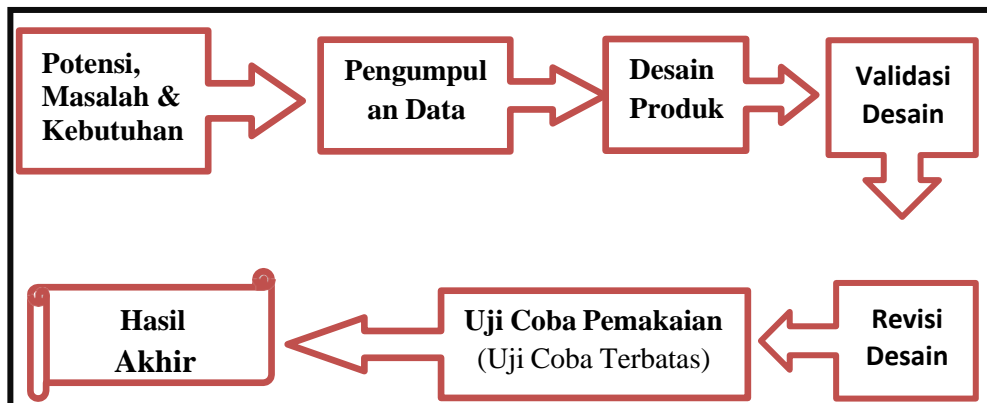 Potensi,
Masalah &
Kebutuhan
Pengumpul
an Data
Desain
Produk
Validasi
Desain
Revisi
Desain
Uji Coba Pemakaian
(Uji Coba Terbatas)
Hasil
Akhir